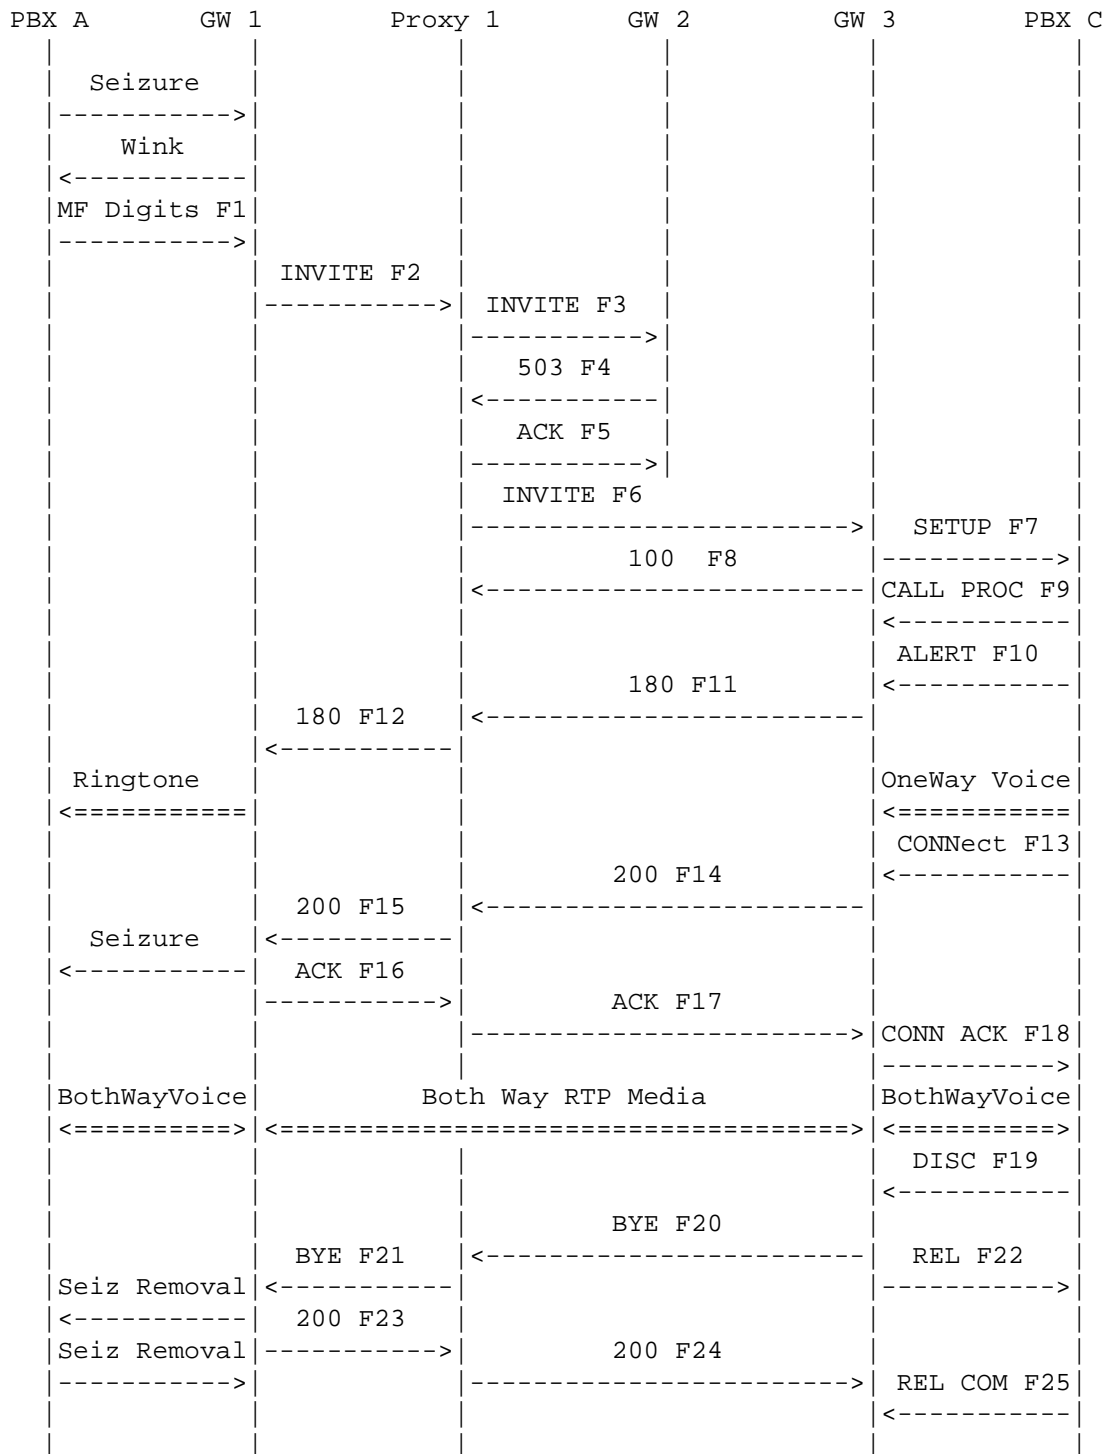 PBX A GW 1 Proxy 1 GW 2 GW 3 PBX C
Seizure
Wink
MF Digits F1
INVITE F2
INVITE F3
503 F4
ACK F5
INVITE F6
SETUP F7
100 F8
CALL PROC F9
ALERT F10
180 F11
180 F12
Ringtone OneWay Voice
CONNect F13
200 F14
200 F15
Seizure
ACK F16
ACK F17
CONN ACK F18
BothWayVoice Both Way RTP Media BothWayVoice
DISC F19
BYE F20
BYE F21 REL F22
Seiz Removal
200 F23
Seiz Removal 200 F24
REL COM F25